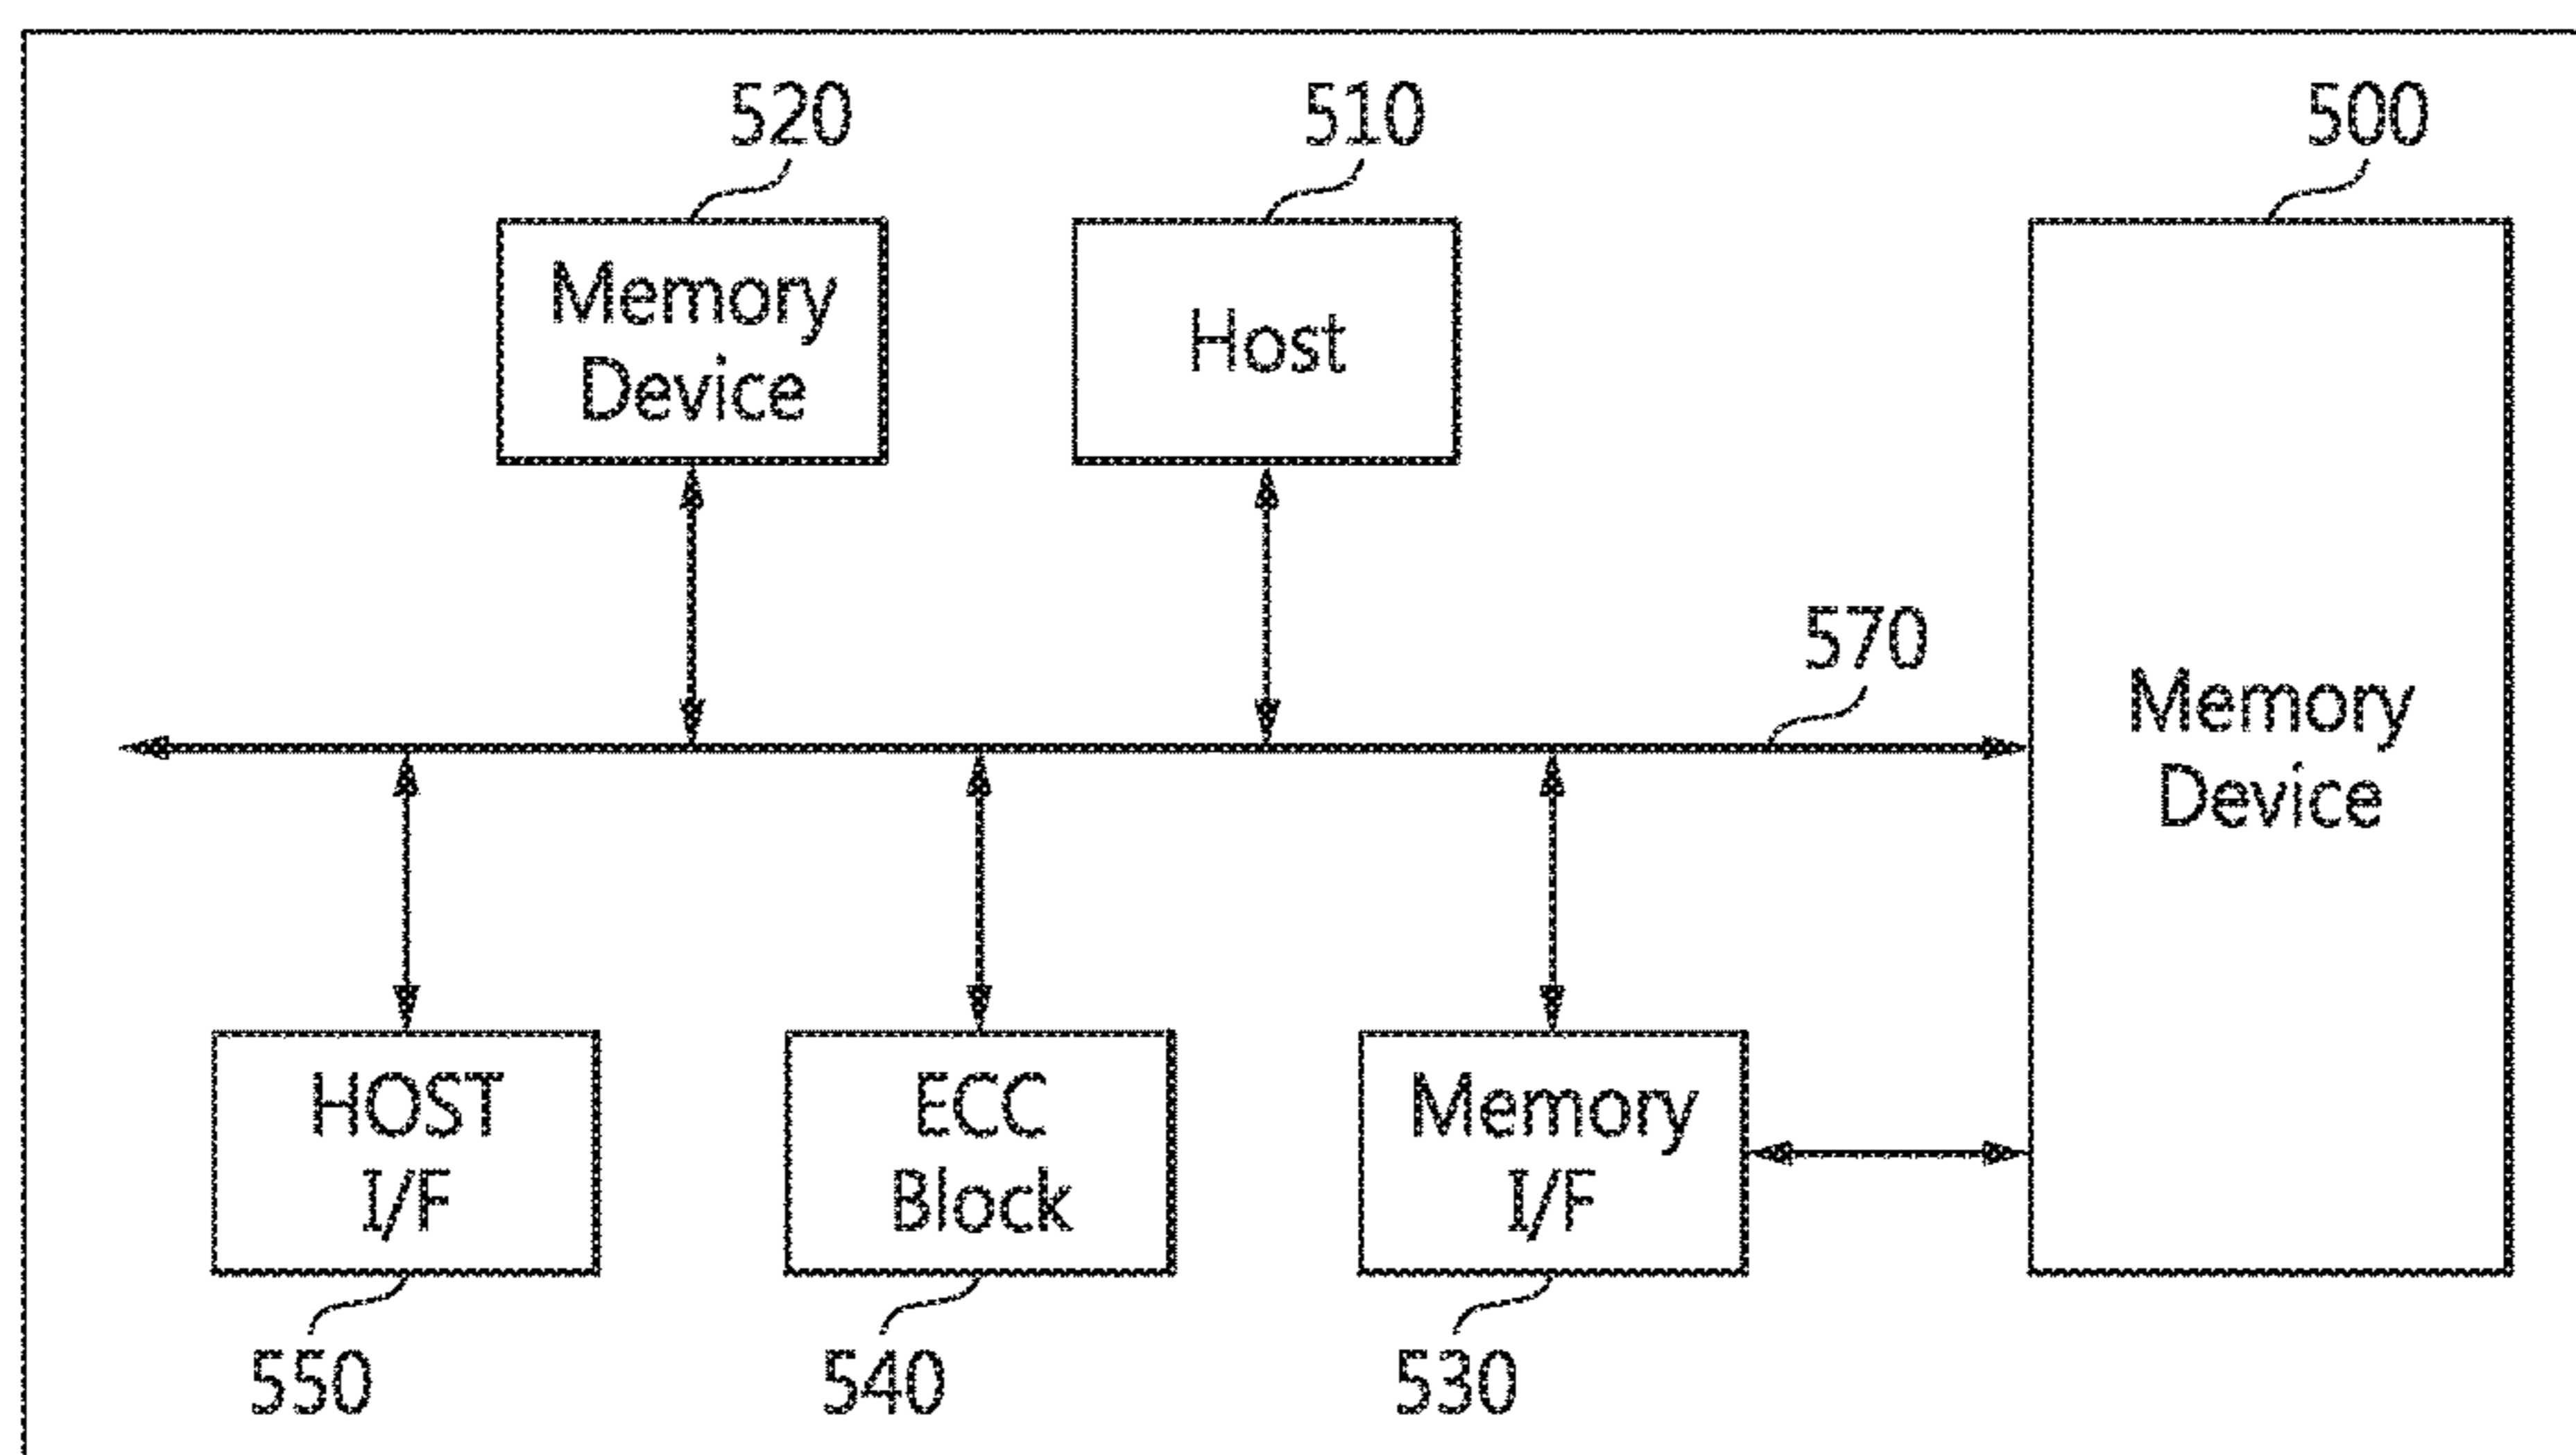 520
510
500
Memory
Device
Host
570
Memory
Device
HOST
I/F
ECC
Block
Memory
I/F
550
540
530